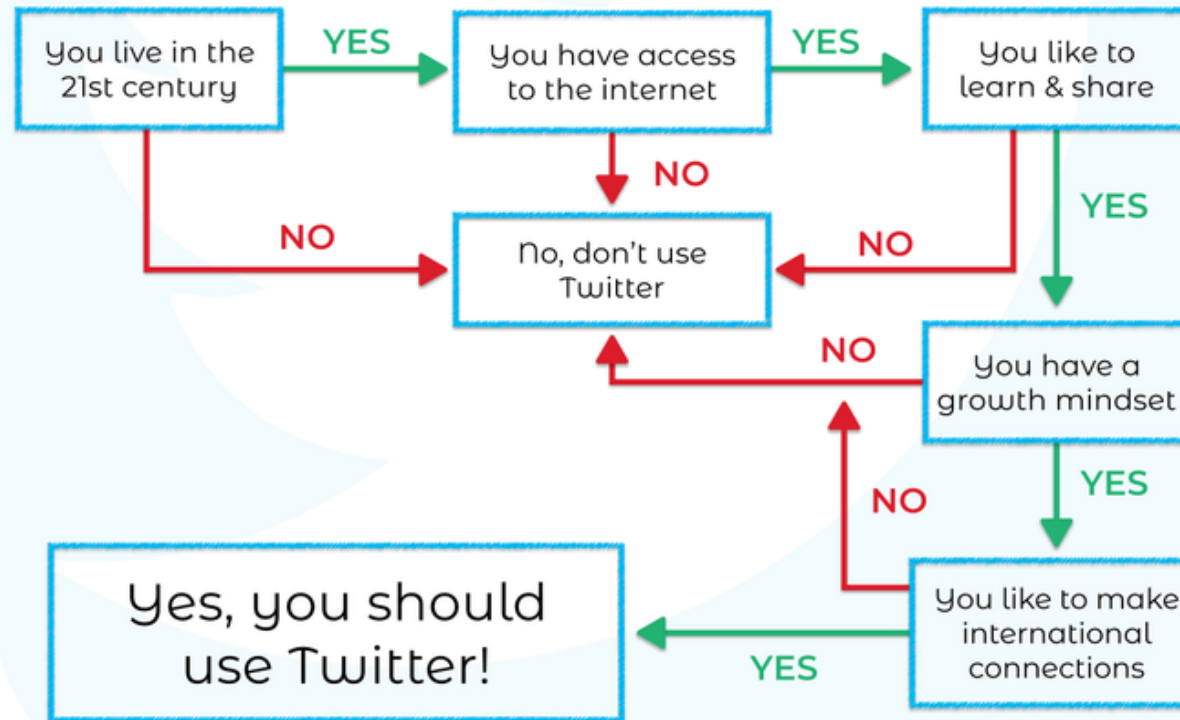 You live in the
21st century
YES
You have access
to the internet
YES
You like to
learn & share
NO
NO
NO
YES
No, don't use
Twitter
NO
You have a
growth mindset
YES
NO
You like to make
international
connections
YES
Yes, you should
use Twitter!